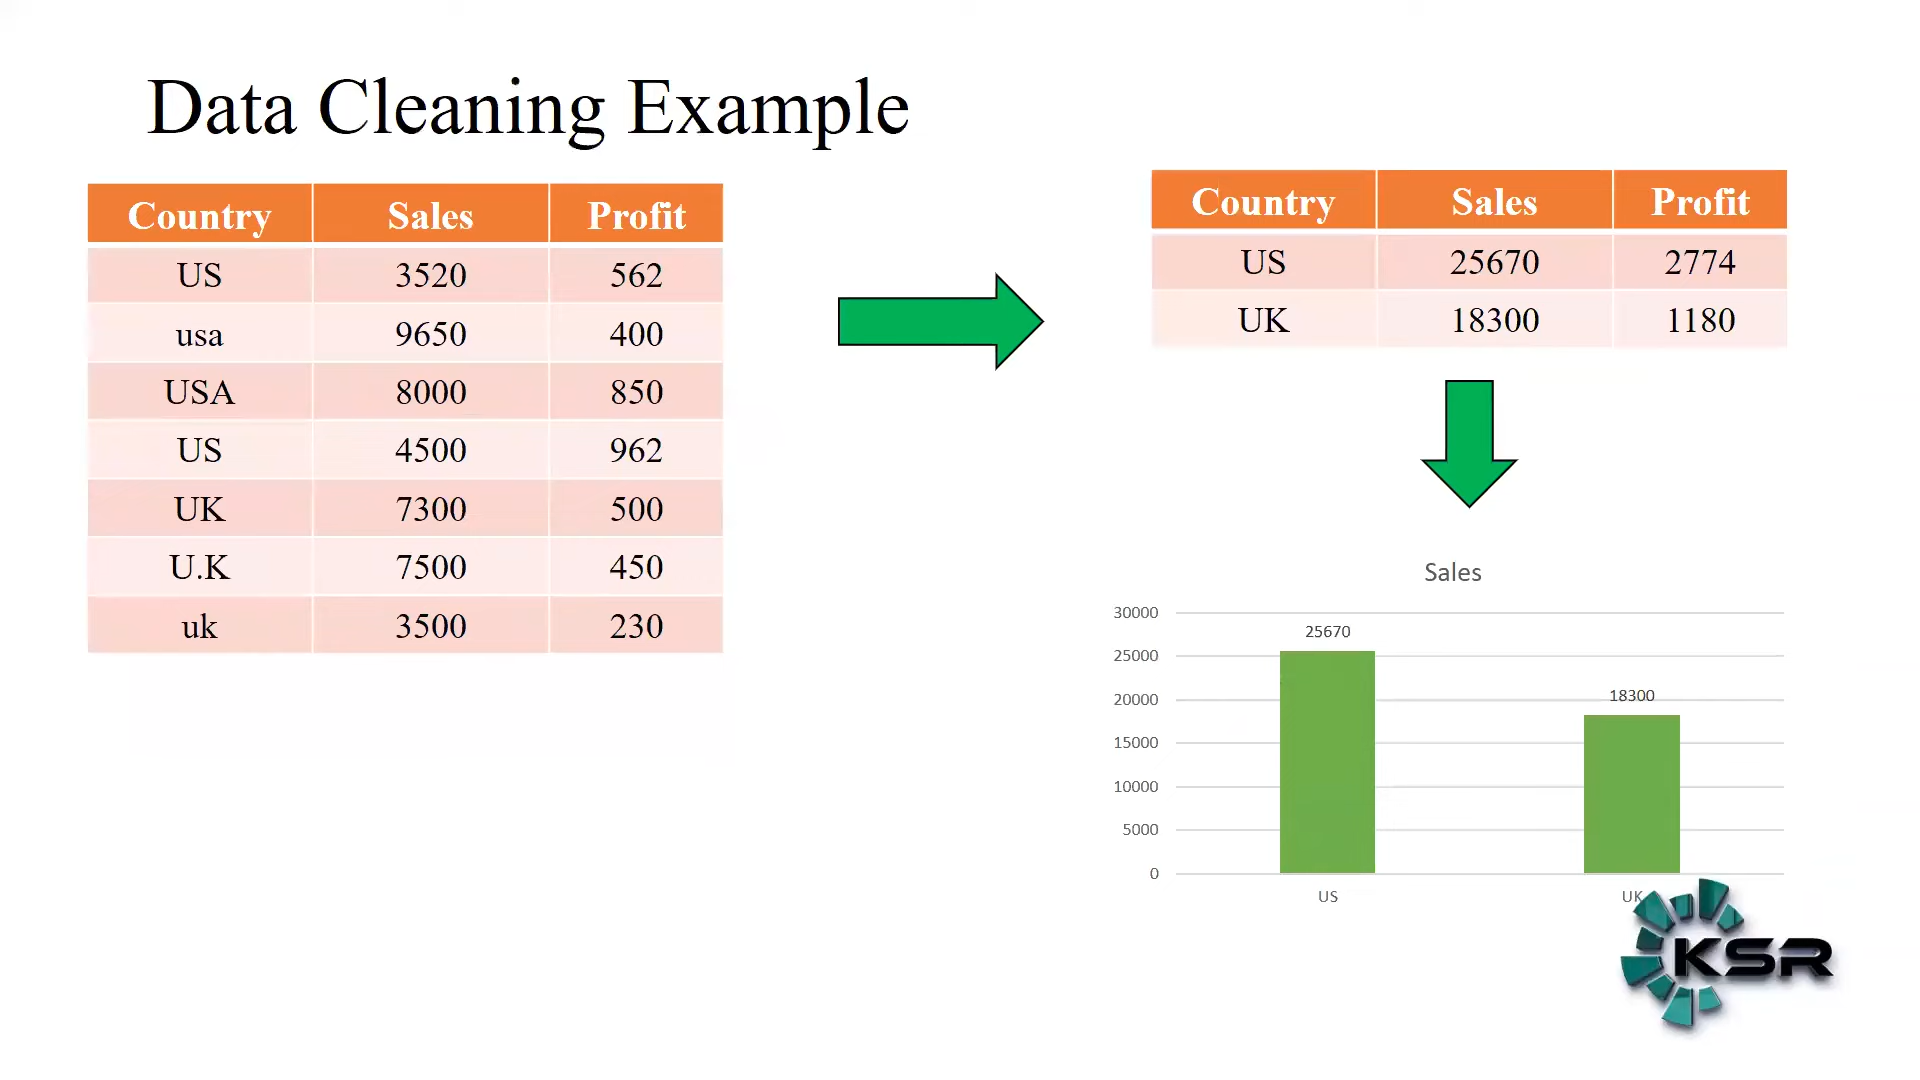 Data Cleaning Example
Country Sales Profit
US 3520 562
usa 9650 400
USA 8000 850
US 4500 962
UK 7300 500
U.K 7500 450
uk 3500 230
Country Sales Profit
US 25670 2774
UK 18300 1180
Sales
30000
25000
20000
15000
10000
5000
0
25670
18300
US UK
KSR